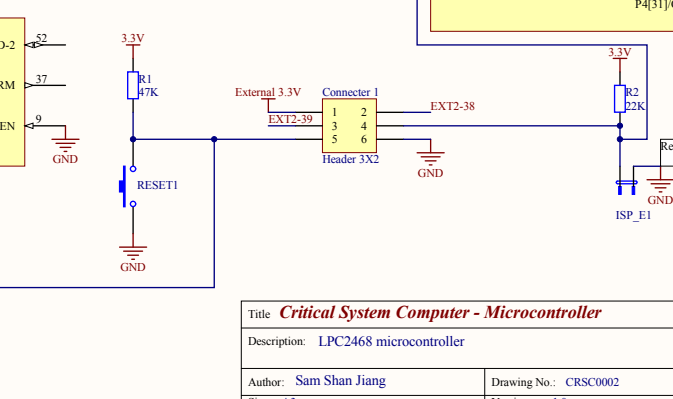 P4[31]/
O-2 52
3.3V
3.3V
RM 37
R1
47K
External 3.3V
Connecter 1
R2
22K
EXT2-38
EXT2-39
1 2
3 4
5 6
EN 9
GND
Header 3X2
GND
Re
RESET1
GND
ISP_E1
GND
Title Critical System Computer - Microcontroller
Description: LPC2468 microcontroller
Author: Sam Shan Jiang
Drawing No.: CRSC0002